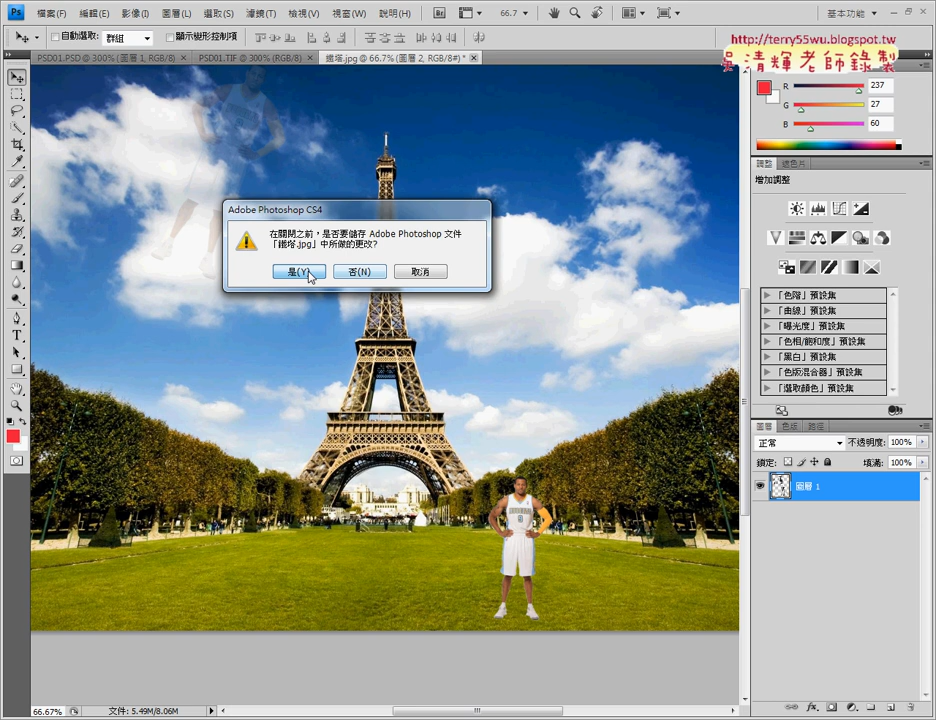 Ps 檔案(F) 編輯(E) 影像(I) 圖層(L) 選取(S) 濾鏡(T) 檢視(V) 視窗(W) 說明(H) Br 66.7 基本功能
自動選取: 群組 顯示變形控制項
http://terry55wu.blogspot.tw
吳清輝老師錄製
PSD01.PSD @ 300% (圖層 1, RGB/8) × PSD01.TIF @ 300% (RGB/8) × 鐵塔.jpg @ 66.7% (圖層 2, RGB/8#) * ×
R 237
G 27
B 60
調整
增加調整
Adobe Photoshop CS4
在關閉之前，是否要儲存 Adobe Photoshop 文件
「鐵塔.jpg」中所做的更改?
是(Y) 否(N) 取消
「色階」預設集
「曲線」預設集
「曝光度」預設集
「色相/飽和度」預設集
「黑白」預設集
「色版混合器」預設集
「選取顏色」預設集
圖層 色版 路徑
正常 不透明度: 100%
鎖定: 填滿: 100%
圖層 1
66.67% 文件: 5.49M/8.06M